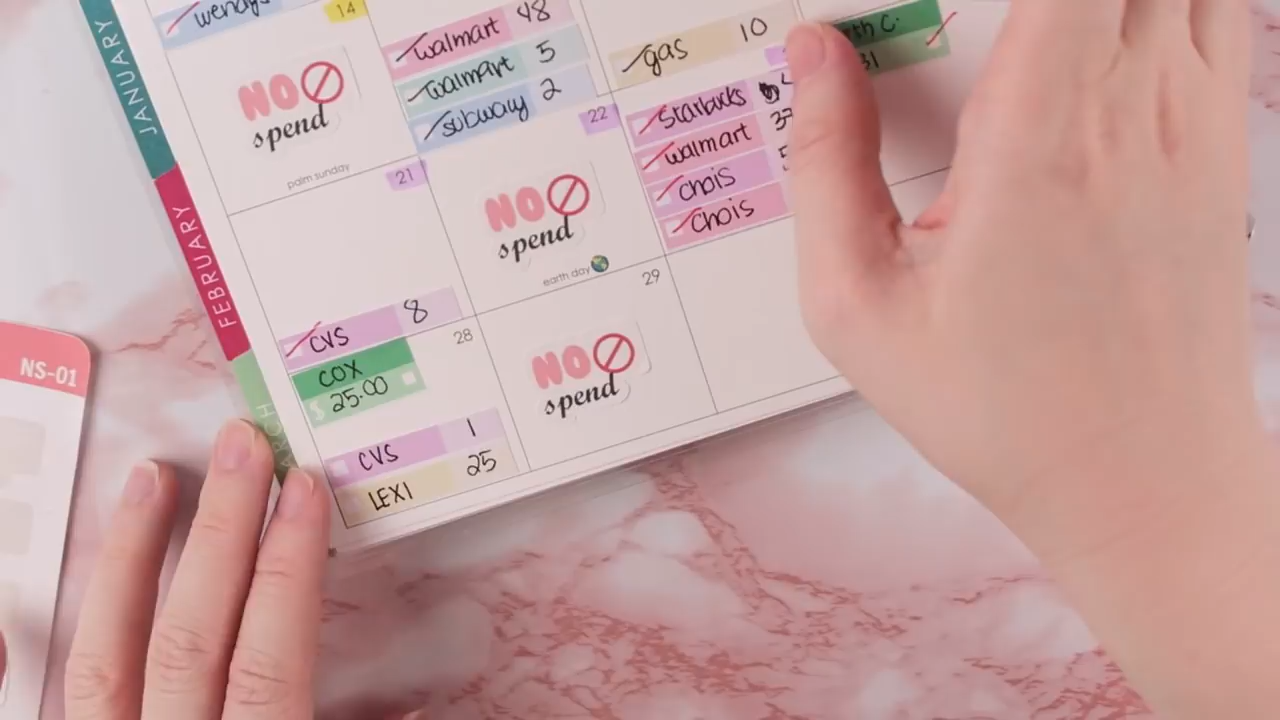 JANUARY
FEBRUARY
wendys
14
NO
spend
palm sunday
walmart 48
walmart 5
subway 2
gas 10
31
21
CVS 8
22
NO
spend
earth day
Starbucks
walmart
chois
chois
28
COX
25.00
CVS 1
LEXI 25
29
NO
spend
NS-01